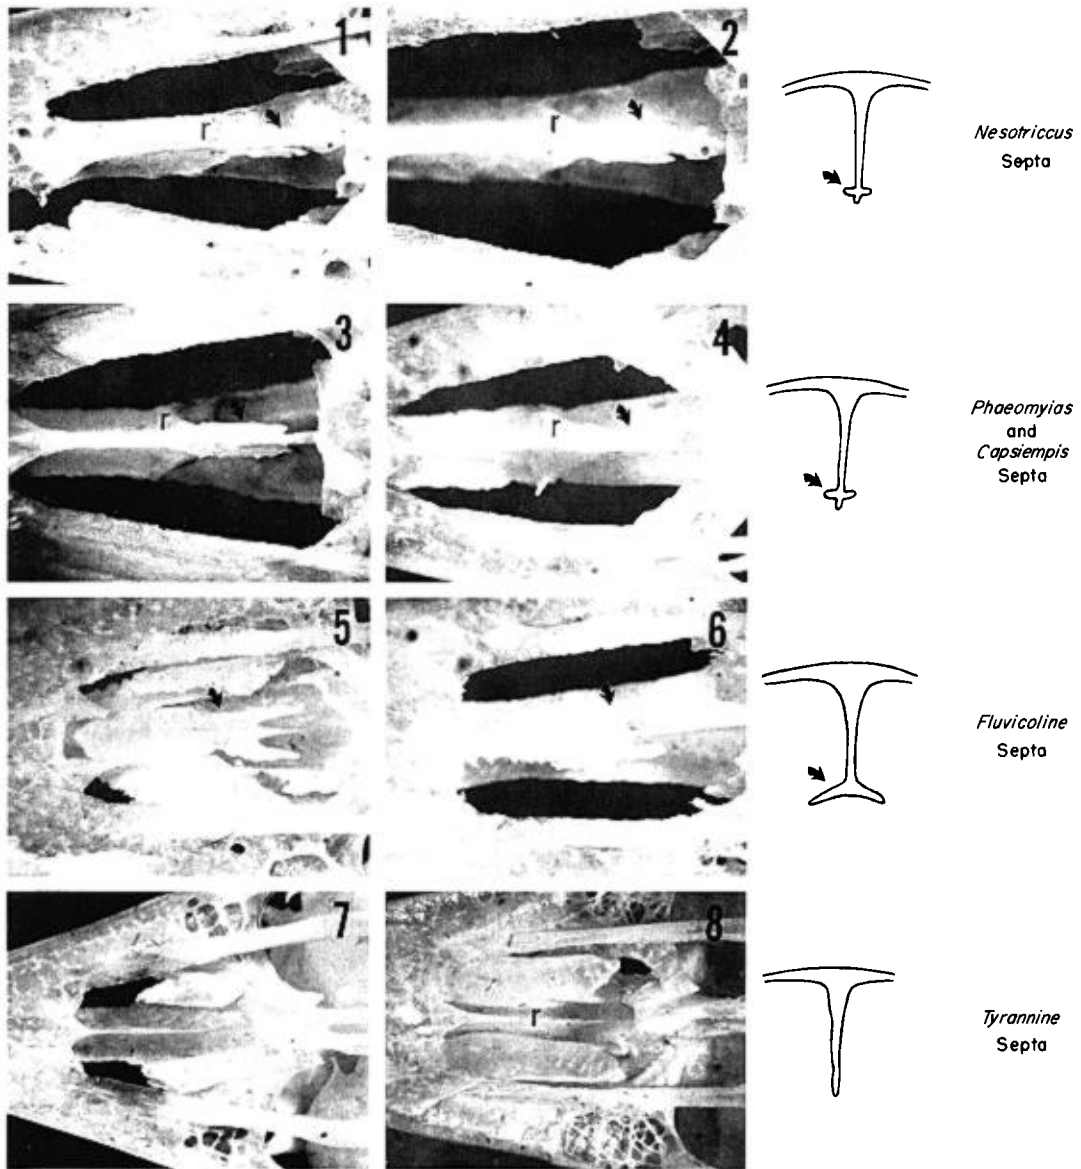 1
r
2
r
Nesotriccus
Septa
3
r
4
r
Phaeomyias
and
Capsiempis
Septa
5
6
Fluvicoline
Septa
7
8
r
Tyrannine
Septa